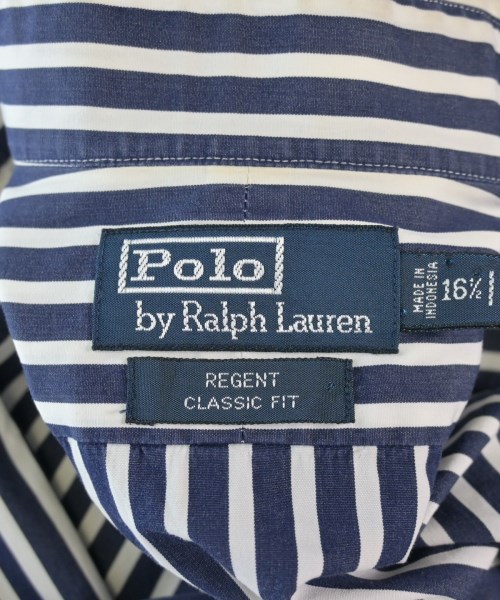 Polo
by Ralph Lauren
MADE IN
INDONESIA
16½
REGENT
CLASSIC FIT